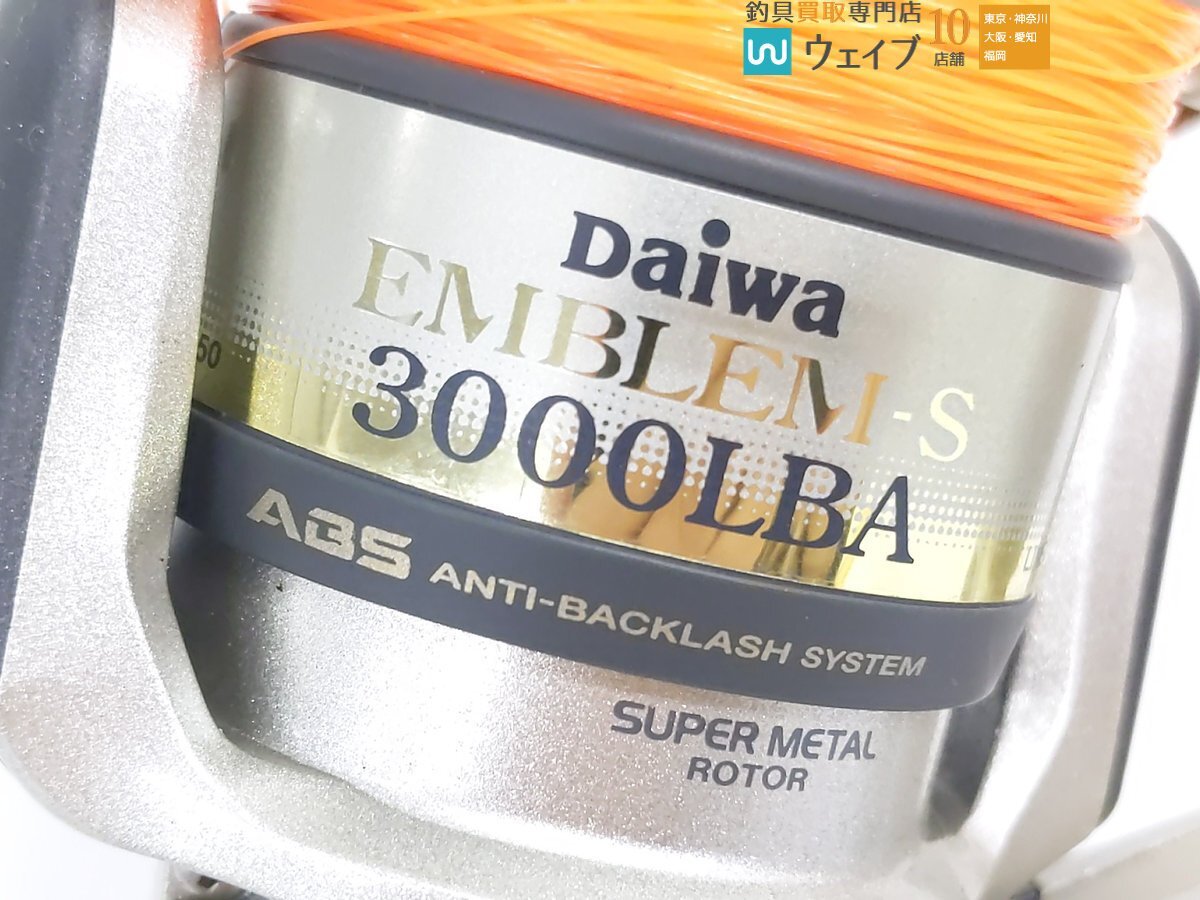 釣具買取専門店
ウェイブ
10
店舗
東京・神奈川
大阪・愛知
福岡
Daiwa
EMBLEM-S
3000LBA
50
ABS ANTI-BACKLASH SYSTEM
SUPER METAL
ROTOR